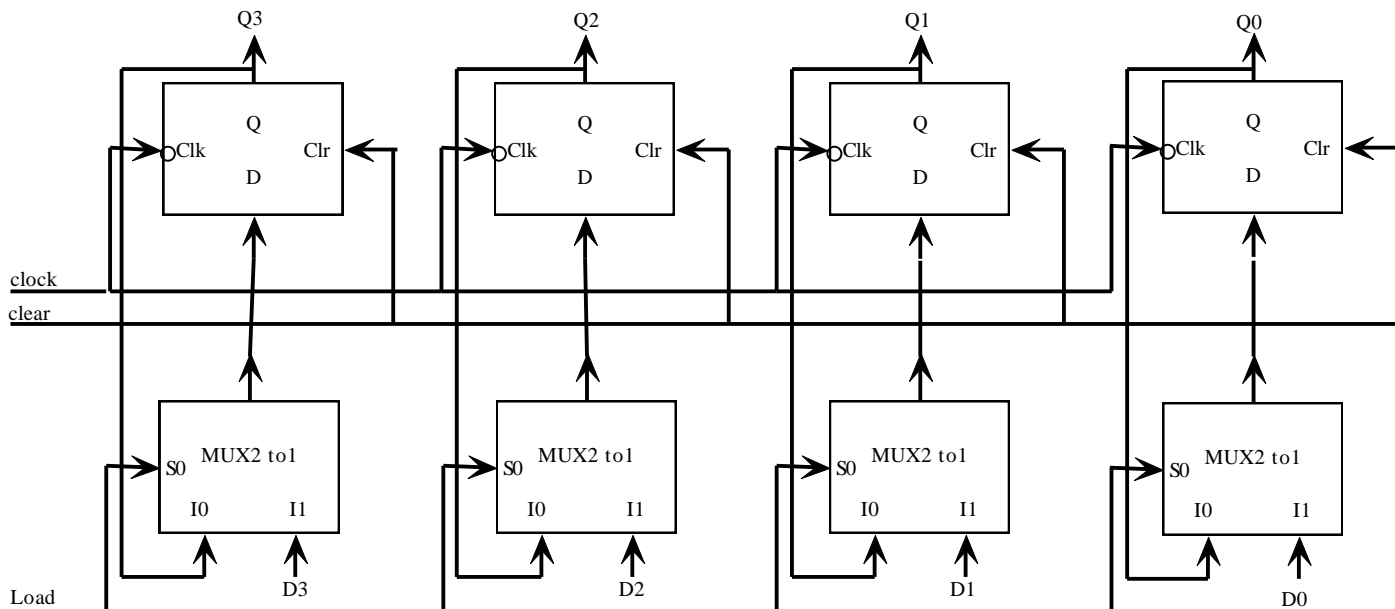 Q3 Q2 Q1 Q0
Q Q Q Q
Clk Clr Clk Clr Clk Clr Clk Clr
D D D D
clock
clear
MUX2 to1 MUX2 to1 MUX2 to1 MUX2 to1
S0 S0 S0 S0
I0 I1 I0 I1 I0 I1 I0 I1
D3 D2 D1 D0
Load